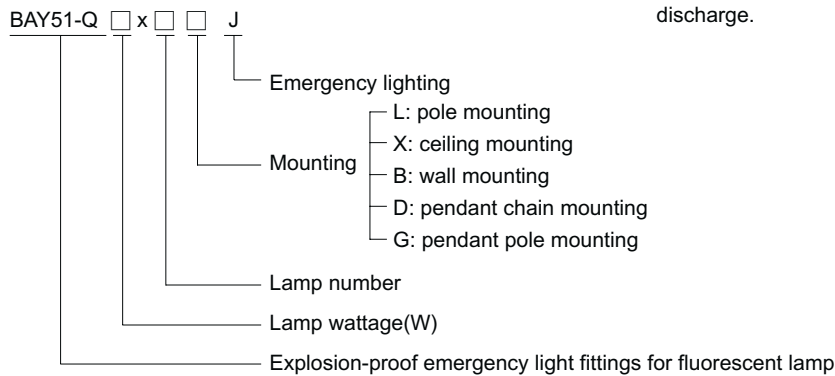 discharge.
BAY51-Q □ x □ □ J
Emergency lighting
L: pole mounting
X: ceiling mounting
Mounting
B: wall mounting
D: pendant chain mounting
G: pendant pole mounting
Lamp number
Lamp wattage(W)
Explosion-proof emergency light fittings for fluorescent lamp